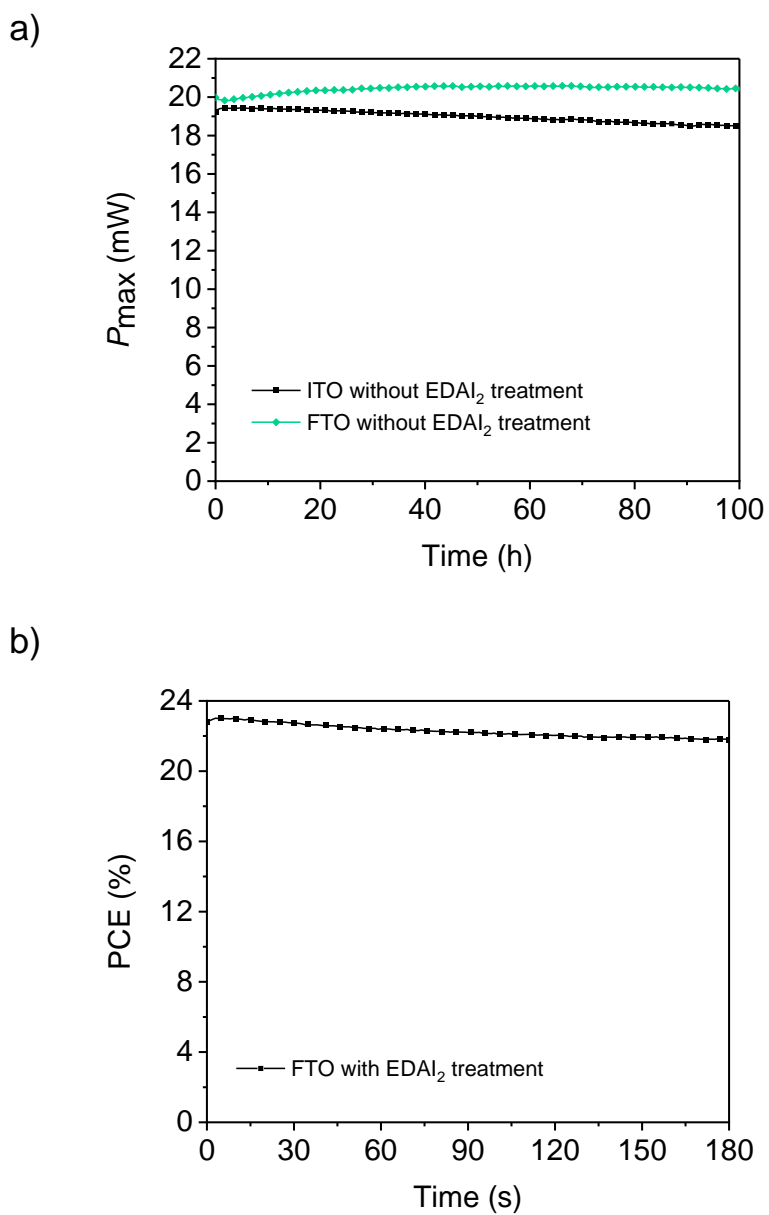 a)
22
20
18
16
14
12
10
8
6
4
2
0
Pmax (mW)
ITO without EDAI₂ treatment
FTO without EDAI₂ treatment
0 20 40 60 80 100
Time (h)
b)
24
20
16
12
8
4
0
PCE (%)
FTO with EDAI₂ treatment
0 30 60 90 120 150 180
Time (s)